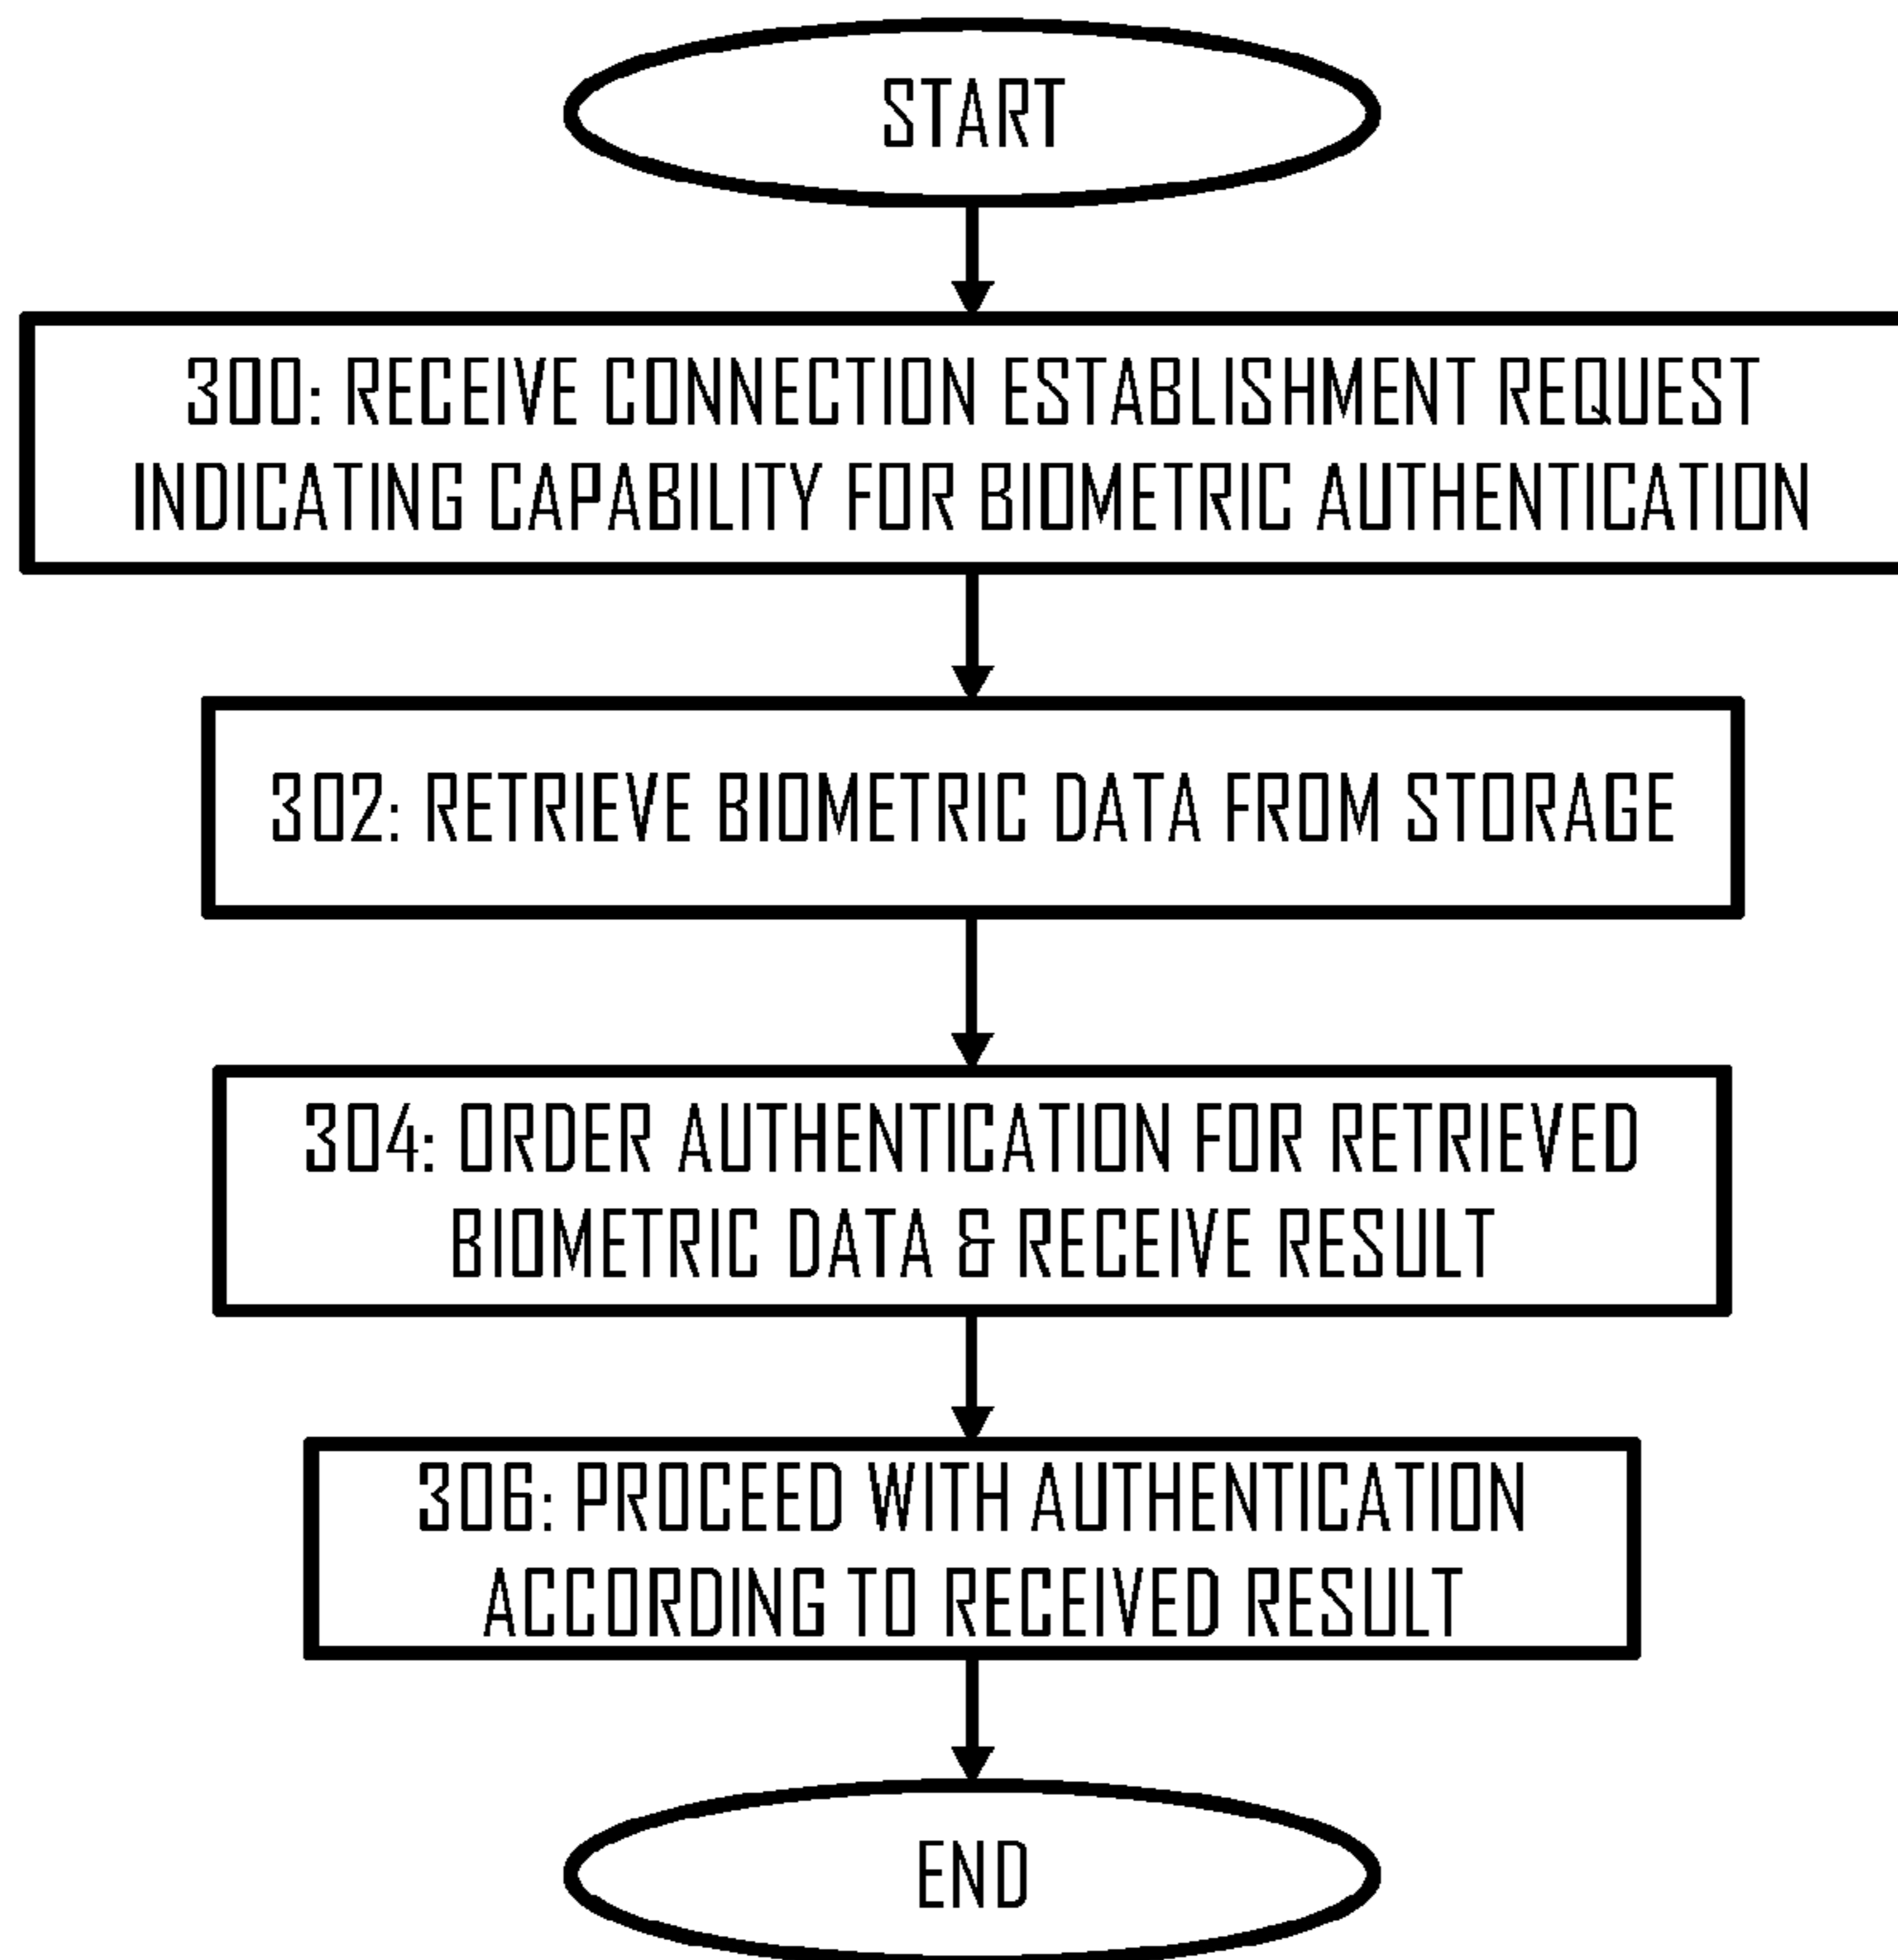 START
300: RECEIVE CONNECTION ESTABLISHMENT REQUEST
INDICATING CAPABILITY FOR BIOMETRIC AUTHENTICATION
302: RETRIEVE BIOMETRIC DATA FROM STORAGE
304: ORDER AUTHENTICATION FOR RETRIEVED
BIOMETRIC DATA & RECEIVE RESULT
306: PROCEED WITH AUTHENTICATION
ACCORDING TO RECEIVED RESULT
END